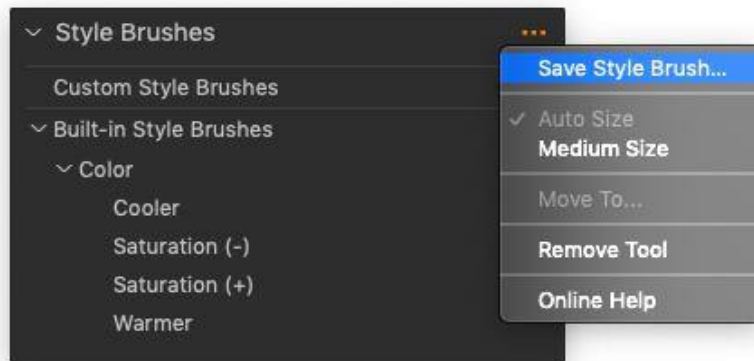 Style Brushes
Custom Style Brushes
Built-in Style Brushes
Color
Cooler
Saturation (-)
Saturation (+)
Warmer
Save Style Brush...
Auto Size
Medium Size
Move To...
Remove Tool
Online Help